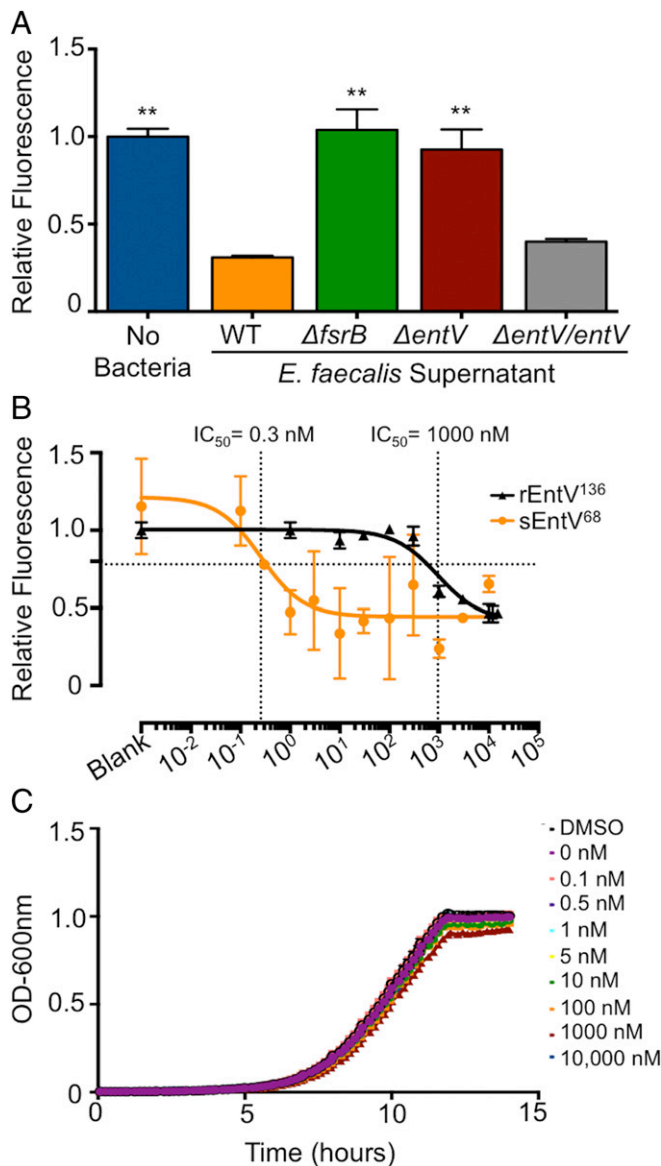 A
Relative Fluorescence
1.5
1.0
0.5
0
**
**
**
No Bacteria
WT
ΔfsrB
ΔentV
ΔentV/entV
E. faecalis Supernatant
B
IC50= 0.3 nM
IC50= 1000 nM
Relative Fluorescence
1.5
1.0
0.5
0
rEntV136
sEntV68
Blank
10-2
10-1
100
101
102
103
104
105
C
OD-600nm
1.5
1.0
0.5
0
0
5
10
15
Time (hours)
DMSO
0 nM
0.1 nM
0.5 nM
1 nM
5 nM
10 nM
100 nM
1000 nM
10,000 nM